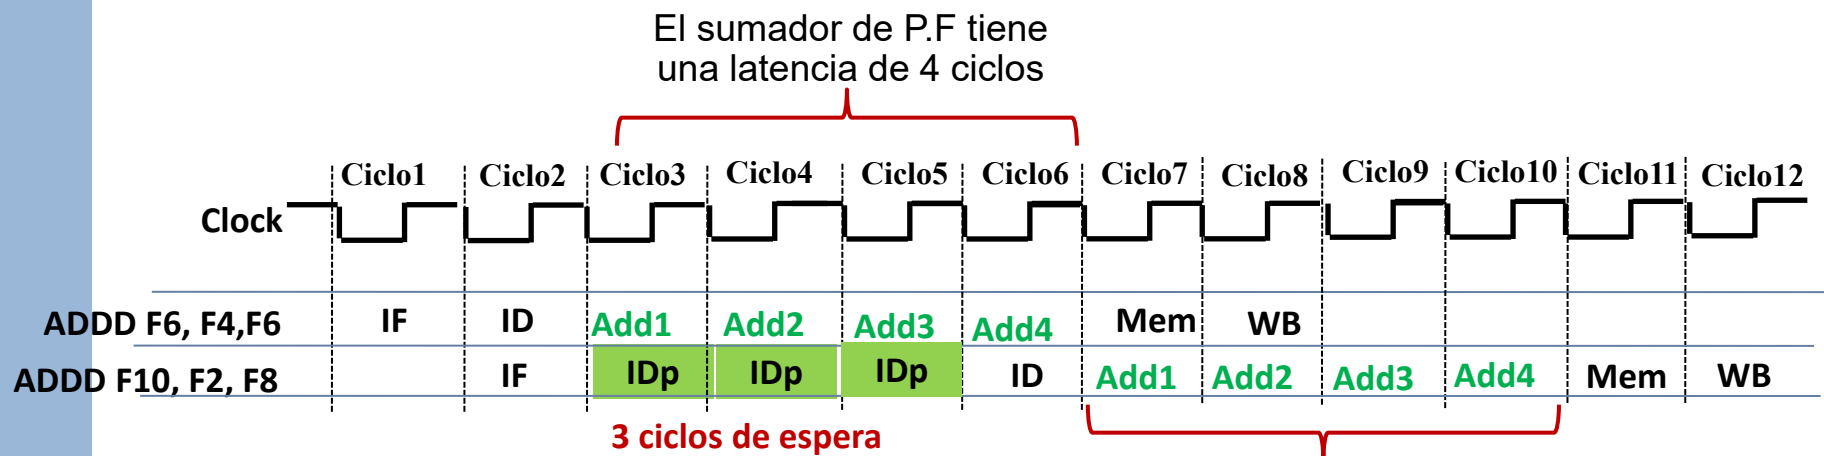 El sumador de P.F tiene
una latencia de 4 ciclos
Ciclo1 Ciclo2 Ciclo3 Ciclo4 Ciclo5 Ciclo6 Ciclo7 Ciclo8 Ciclo9 Ciclo10 Ciclo11 Ciclo12
Clock
ADDD F6, F4,F6 IF ID Add1 Add2 Add3 Add4 Mem WB
ADDD F10, F2, F8 IF IDp IDp IDp ID Add1 Add2 Add3 Add4 Mem WB
3 ciclos de espera